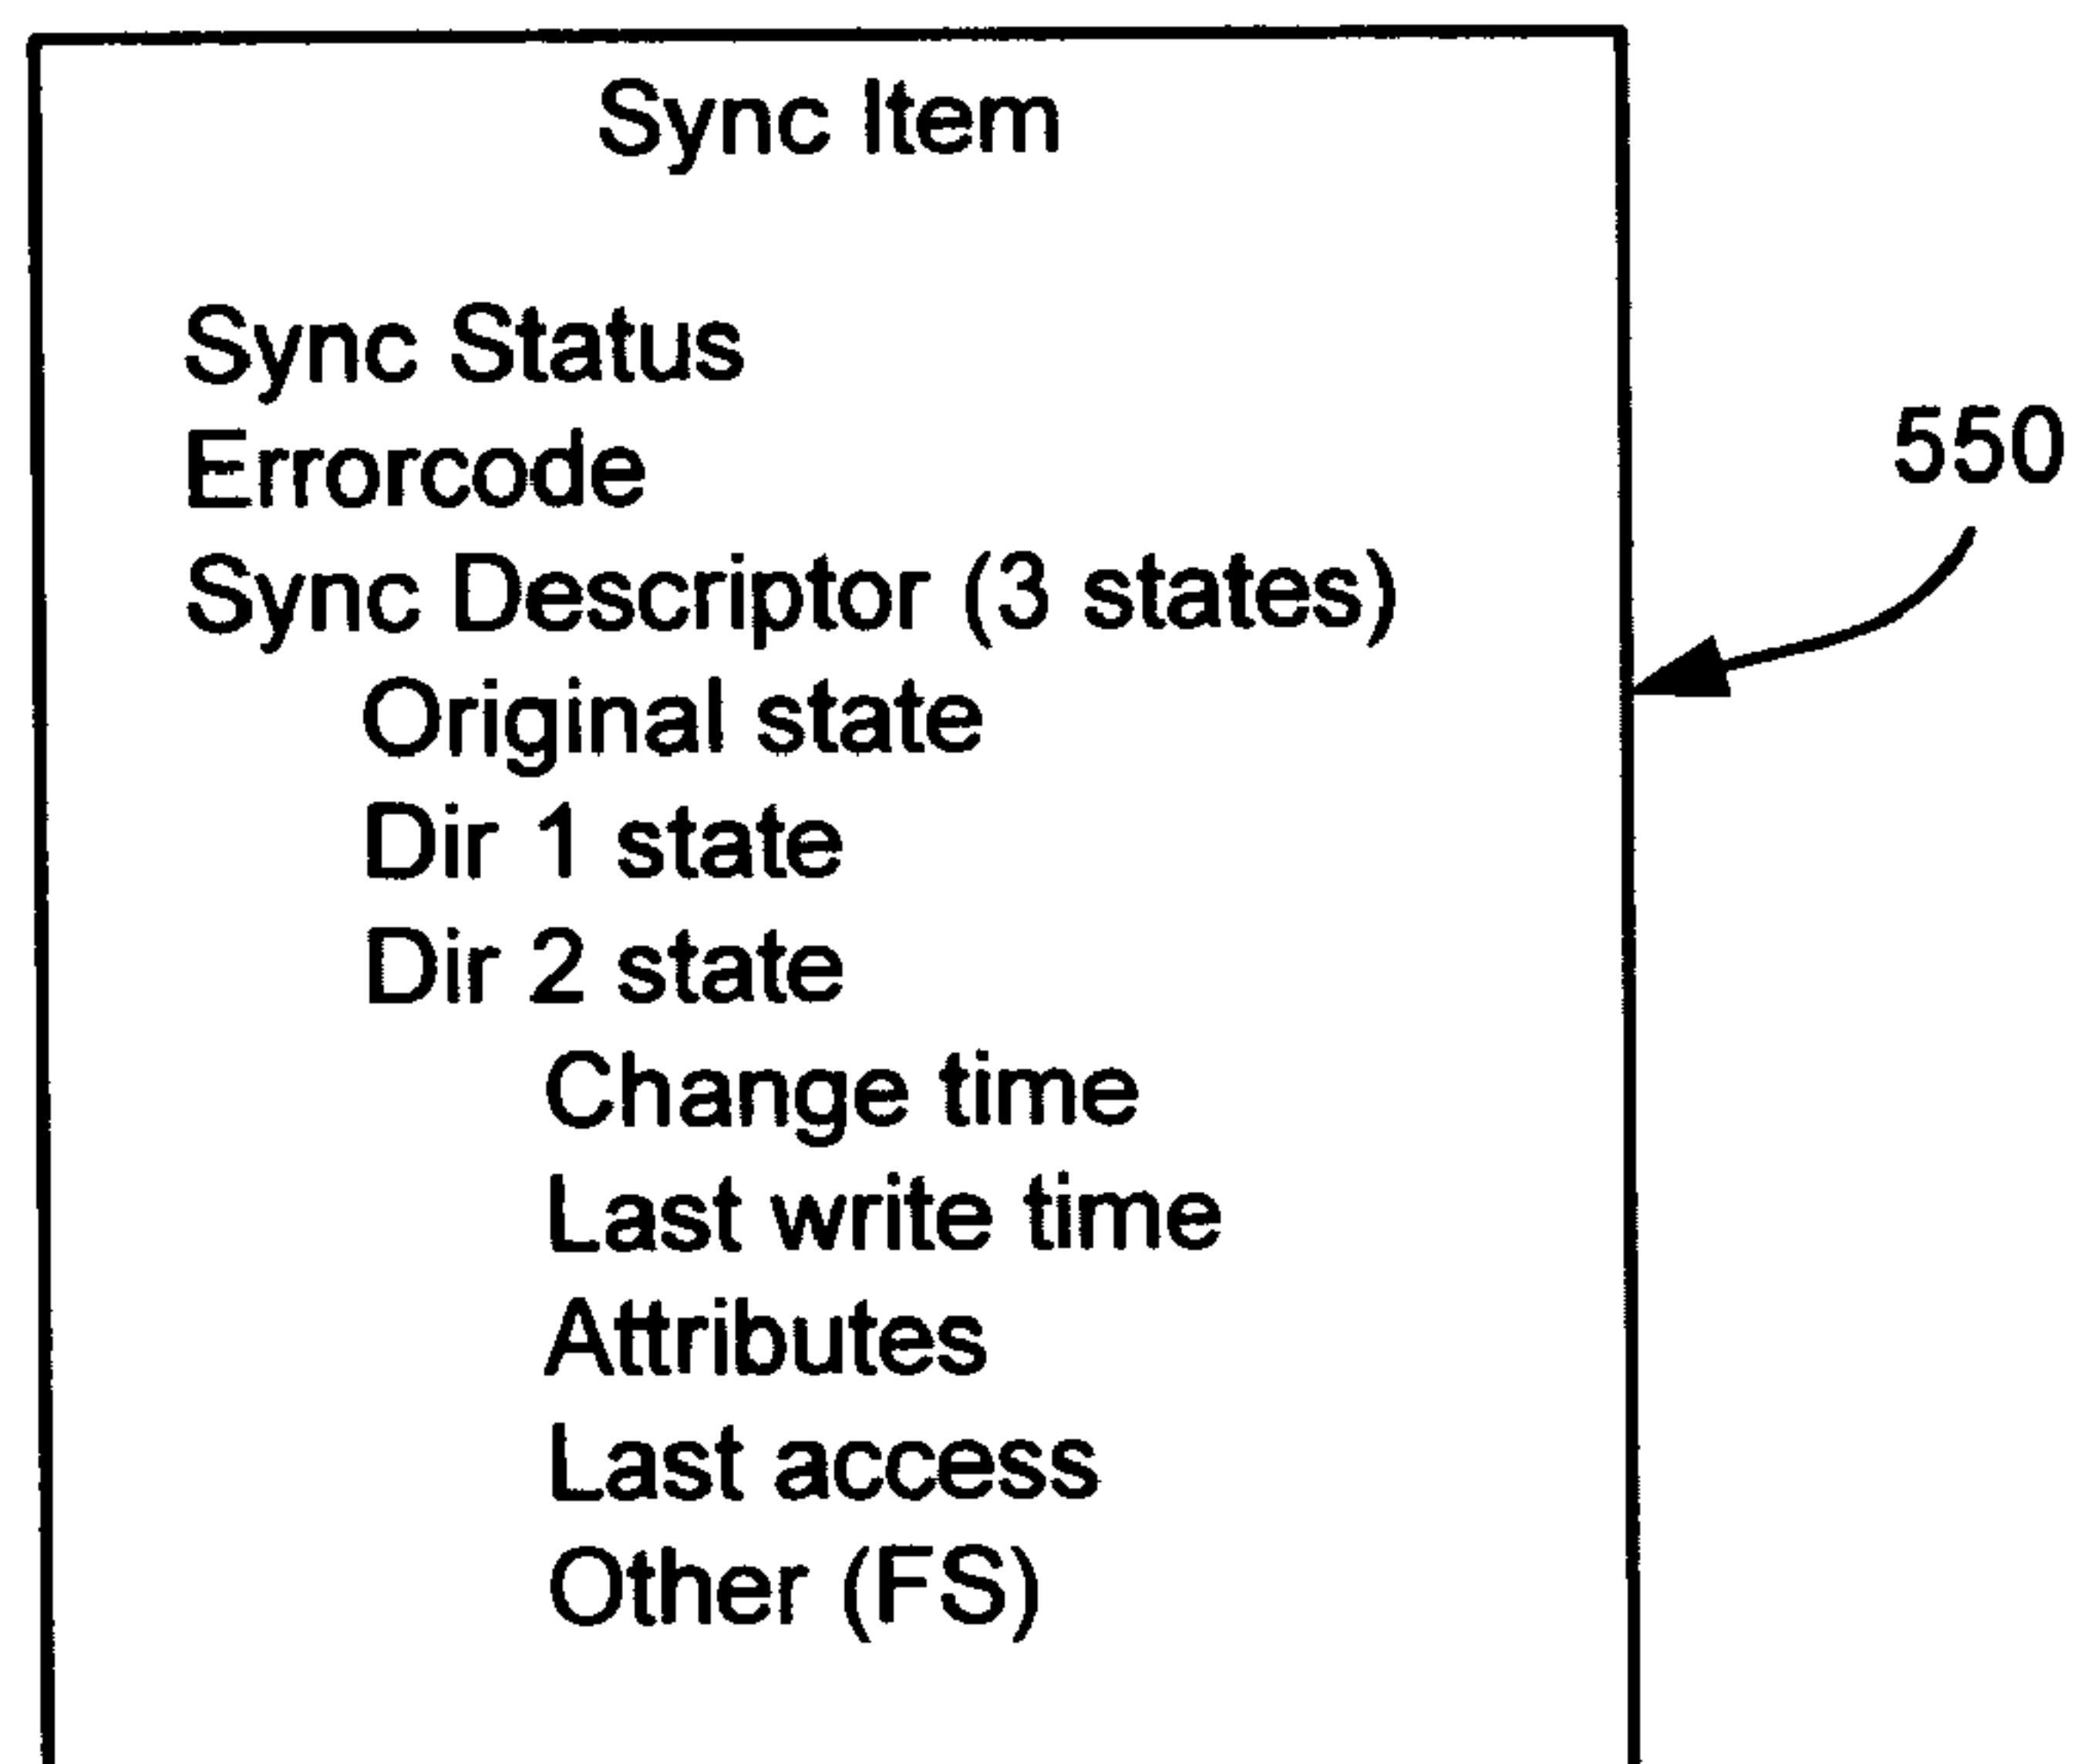 Sync Item
Sync Status
Errorcode
Sync Descriptor (3 states)
Original state
Dir 1 state
Dir 2 state
Change time
Last write time
Attributes
Last access
Other (FS)
550